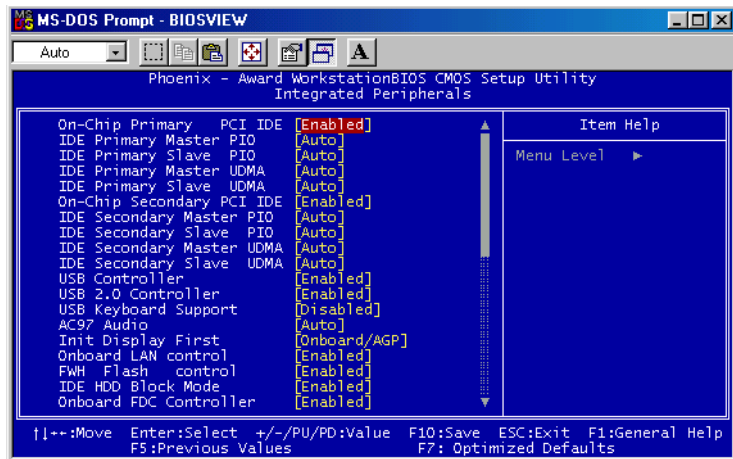 MS-DOS Prompt - BIOSVIEW
Auto
A
Phoenix - Award WorkstationBIOS CMOS Setup Utility
Integrated Peripherals
On-Chip Primary PCI IDE [Enabled]
IDE Primary Master PIO [Auto]
IDE Primary Slave PIO [Auto]
IDE Primary Master UDMA [Auto]
IDE Primary Slave UDMA [Auto]
On-Chip Secondary PCI IDE [Enabled]
IDE Secondary Master PIO [Auto]
IDE Secondary Slave PIO [Auto]
IDE Secondary Master UDMA [Auto]
IDE Secondary Slave UDMA [Auto]
USB Controller [Enabled]
USB 2.0 Controller [Enabled]
USB Keyboard Support [Disabled]
AC97 Audio [Auto]
Init Display First [Onboard/AGP]
Onboard LAN control [Enabled]
FWH Flash control [Enabled]
IDE HDD Block Mode [Enabled]
Onboard FDC Controller [Enabled]
Item Help
Menu Level ►
↑↓←→:Move Enter:Select +/-/PU/PD:Value F10:Save ESC:Exit F1:General Help
F5:Previous Values F7: Optimized Defaults